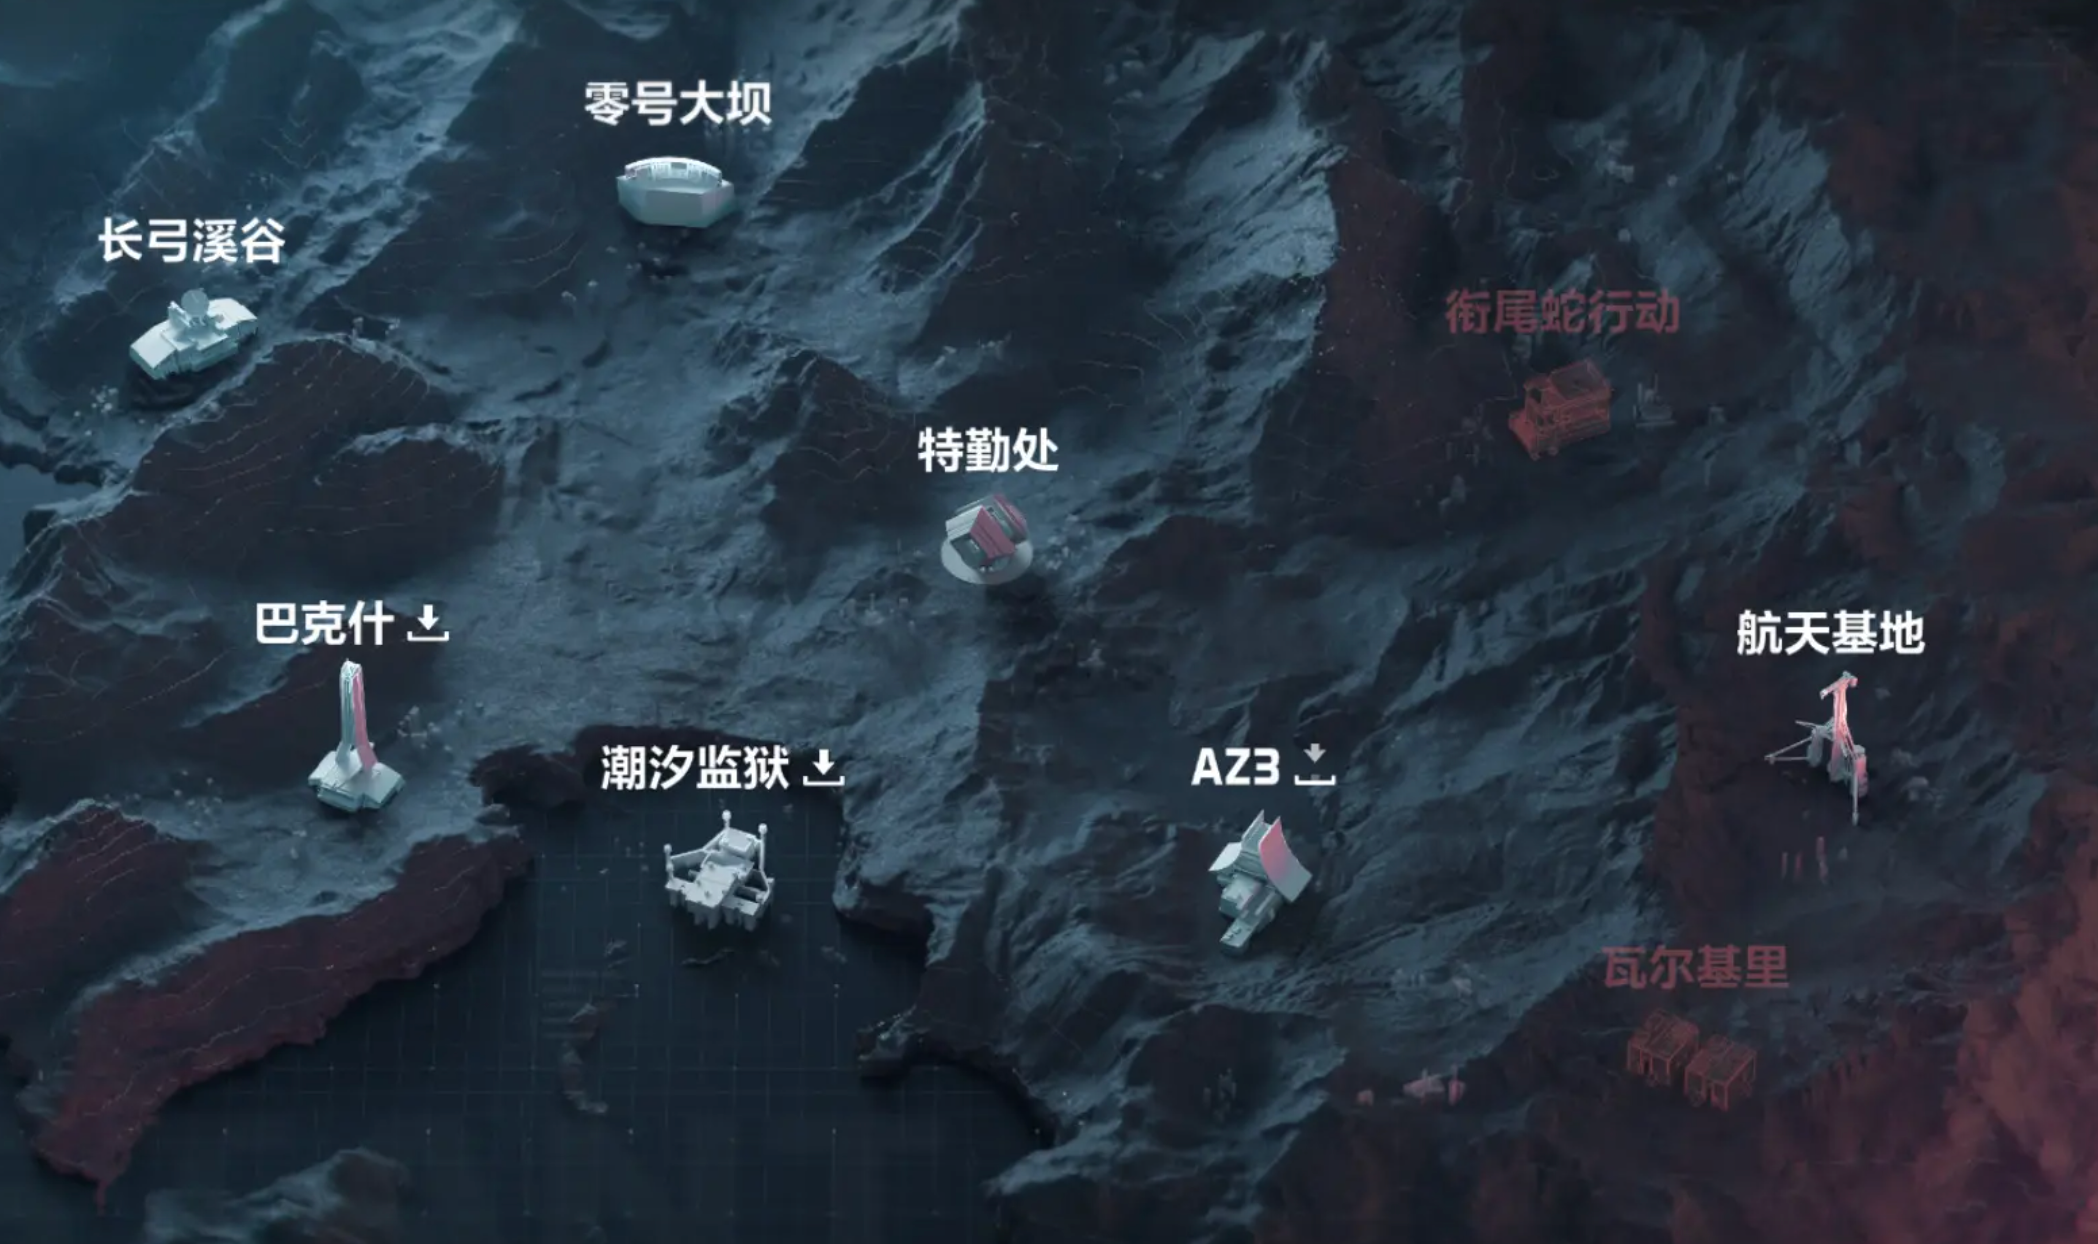 零号大坝
长弓溪谷
衔尾蛇行动
特勤处
巴克什
航天基地
潮汐监狱
AZ3
瓦尔基里